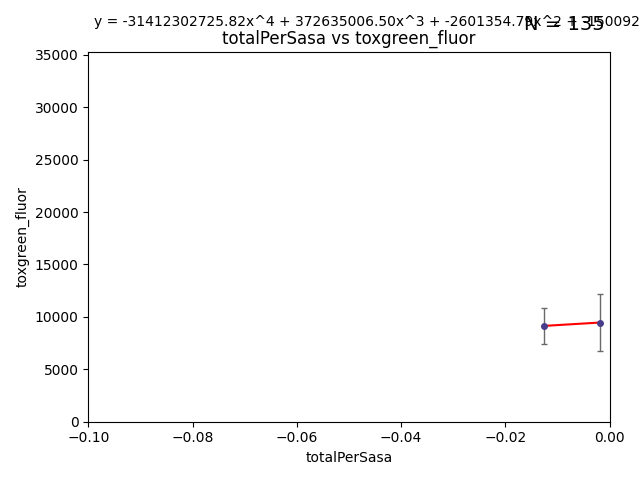 y = -31412302725.82x^4 + 372635006.50x^3 + -2601354.79x^2 + -150092
N = 135
totalPerSasa vs toxgreen_fluor
35000
30000
25000
20000
15000
10000
5000
0
toxgreen_fluor
−0.10 −0.08 −0.06 −0.04 −0.02 0.00
totalPerSasa